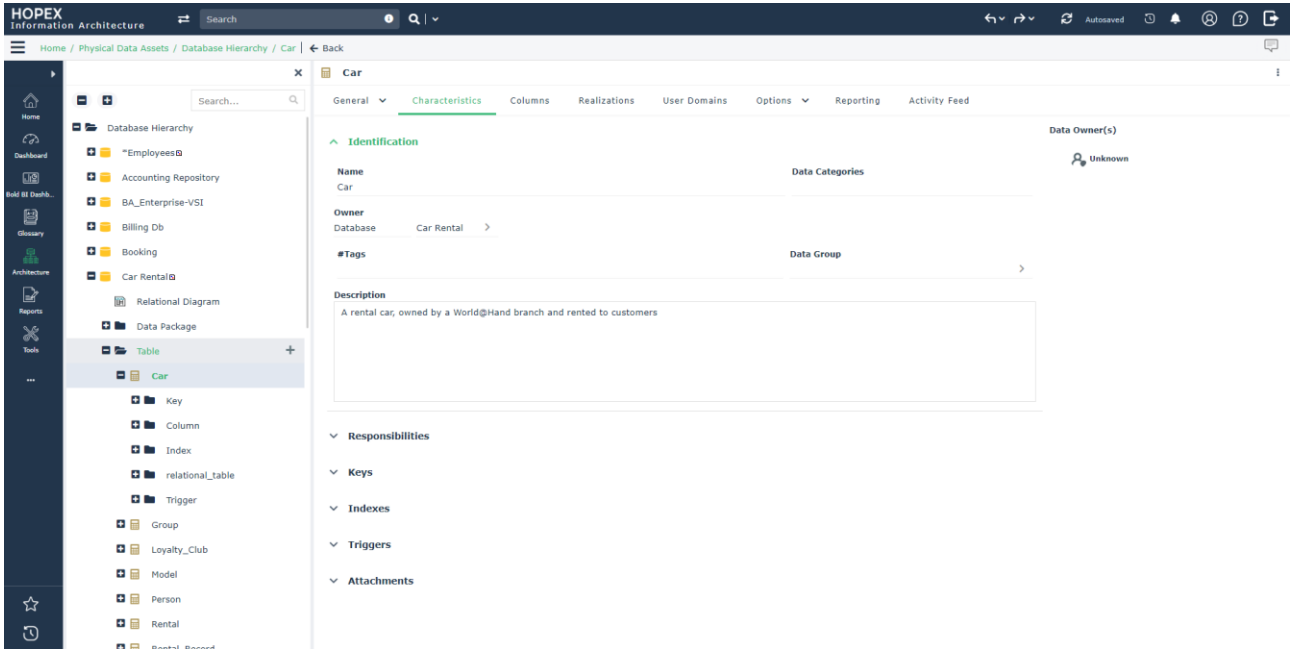 HOPEX
Information Architecture
Search
Autosaved
Home / Physical Data Assets / Database Hierarchy / Car
Back
Home
Dashboard
Bold BI Dashb...
Glossary
Architecture
Reports
Tools
...
Search...
Database Hierarchy
"Employees
Accounting Repository
BA_Enterprise-VSI
Billing Db
Booking
Car Rental
Relational Diagram
Data Package
Table
Car
Key
Column
Index
relational_table
Trigger
Group
Loyalty_Club
Model
Person
Rental
Rental_Record
Car
General Characteristics Columns Realizations User Domains Options Reporting Activity Feed
Identification
Name
Car
Data Categories
Owner
Database Car Rental
#Tags
Data Group
Description
A rental car, owned by a World@Hand branch and rented to customers
Responsibilities
Keys
Indexes
Triggers
Attachments
Data Owner(s)
Unknown